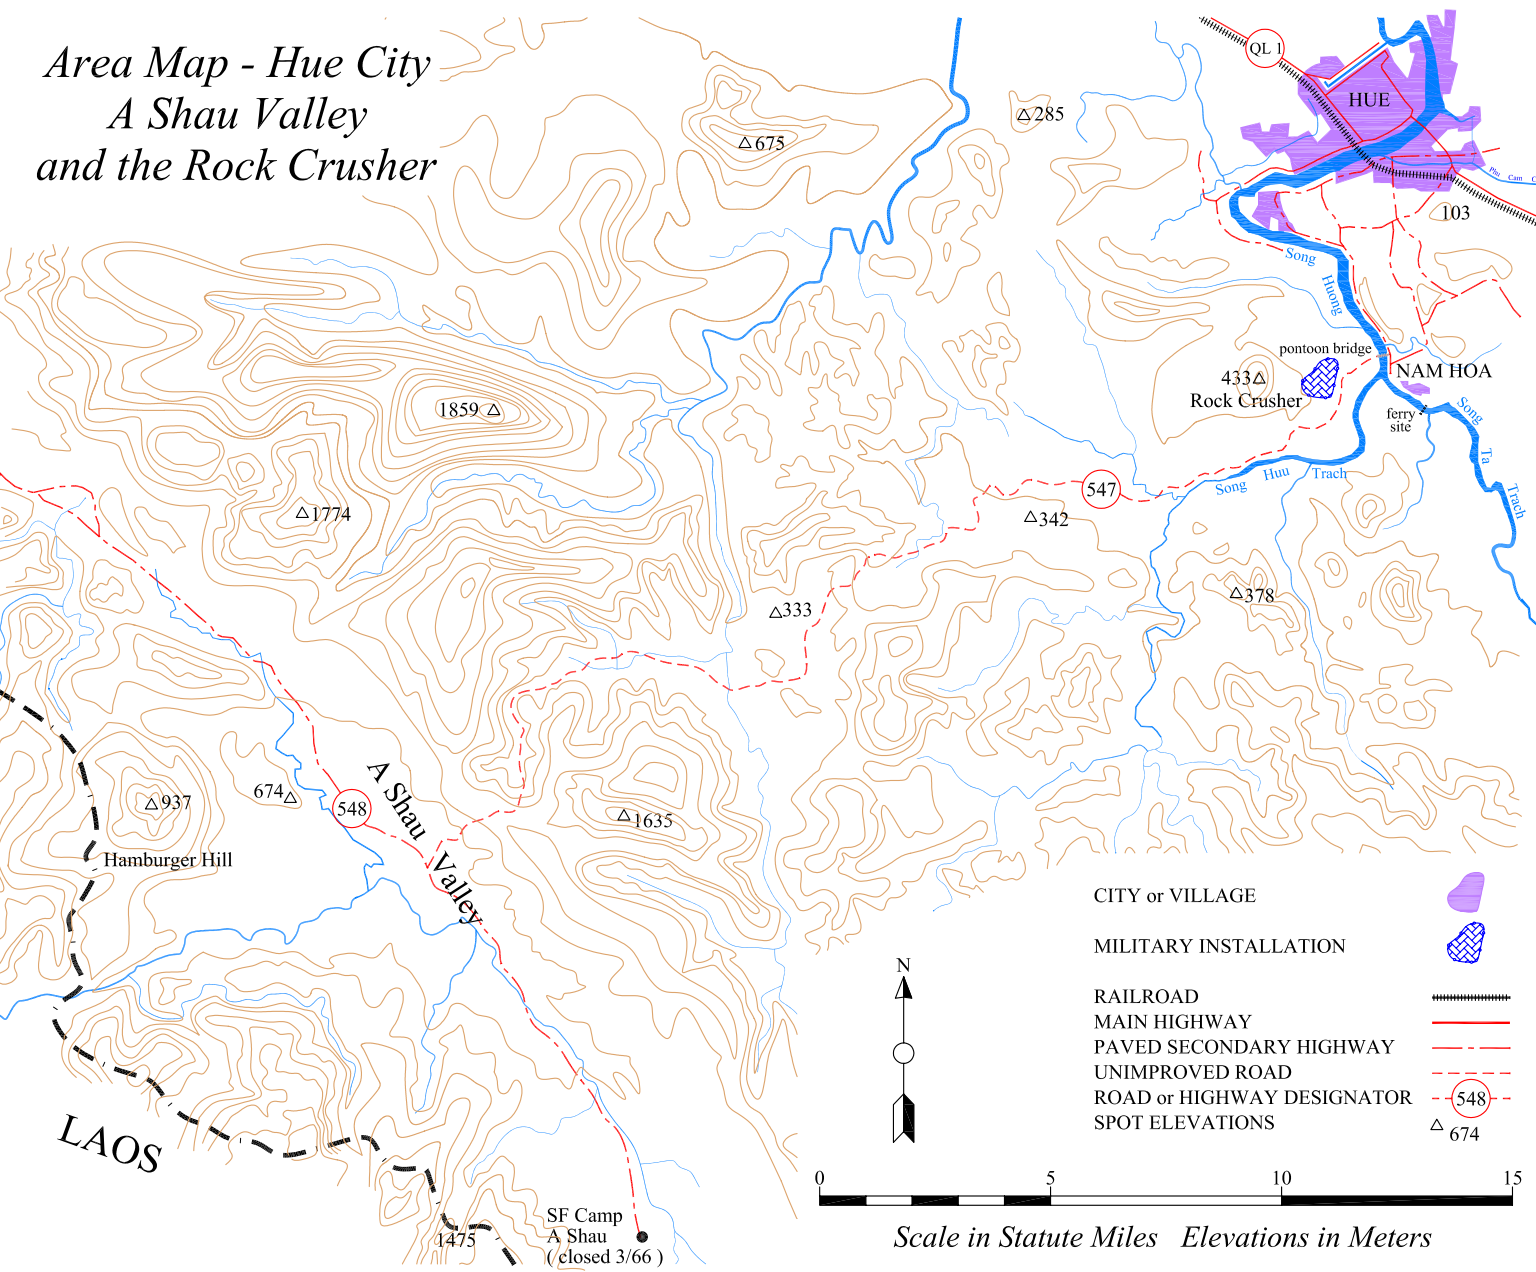 Area Map - Hue City
A Shau Valley
and the Rock Crusher
QL 1
HUE
285
675
Phu Cam C
103
Song
Huong
pontoon bridge
NAM HOA
433
Rock Crusher
1859
ferry
site
Song
Ta
Trach
Song Huu Trach
547
1774
342
378
333
A Shau
Valley
937
674
548
1635
Hamburger Hill
CITY or VILLAGE
MILITARY INSTALLATION
N
RAILROAD
MAIN HIGHWAY
PAVED SECONDARY HIGHWAY
UNIMPROVED ROAD
ROAD or HIGHWAY DESIGNATOR
548
SPOT ELEVATIONS
674
LAOS
0 5 10 15
SF Camp
A Shau
( closed 3/66 )
1475
Scale in Statute Miles Elevations in Meters